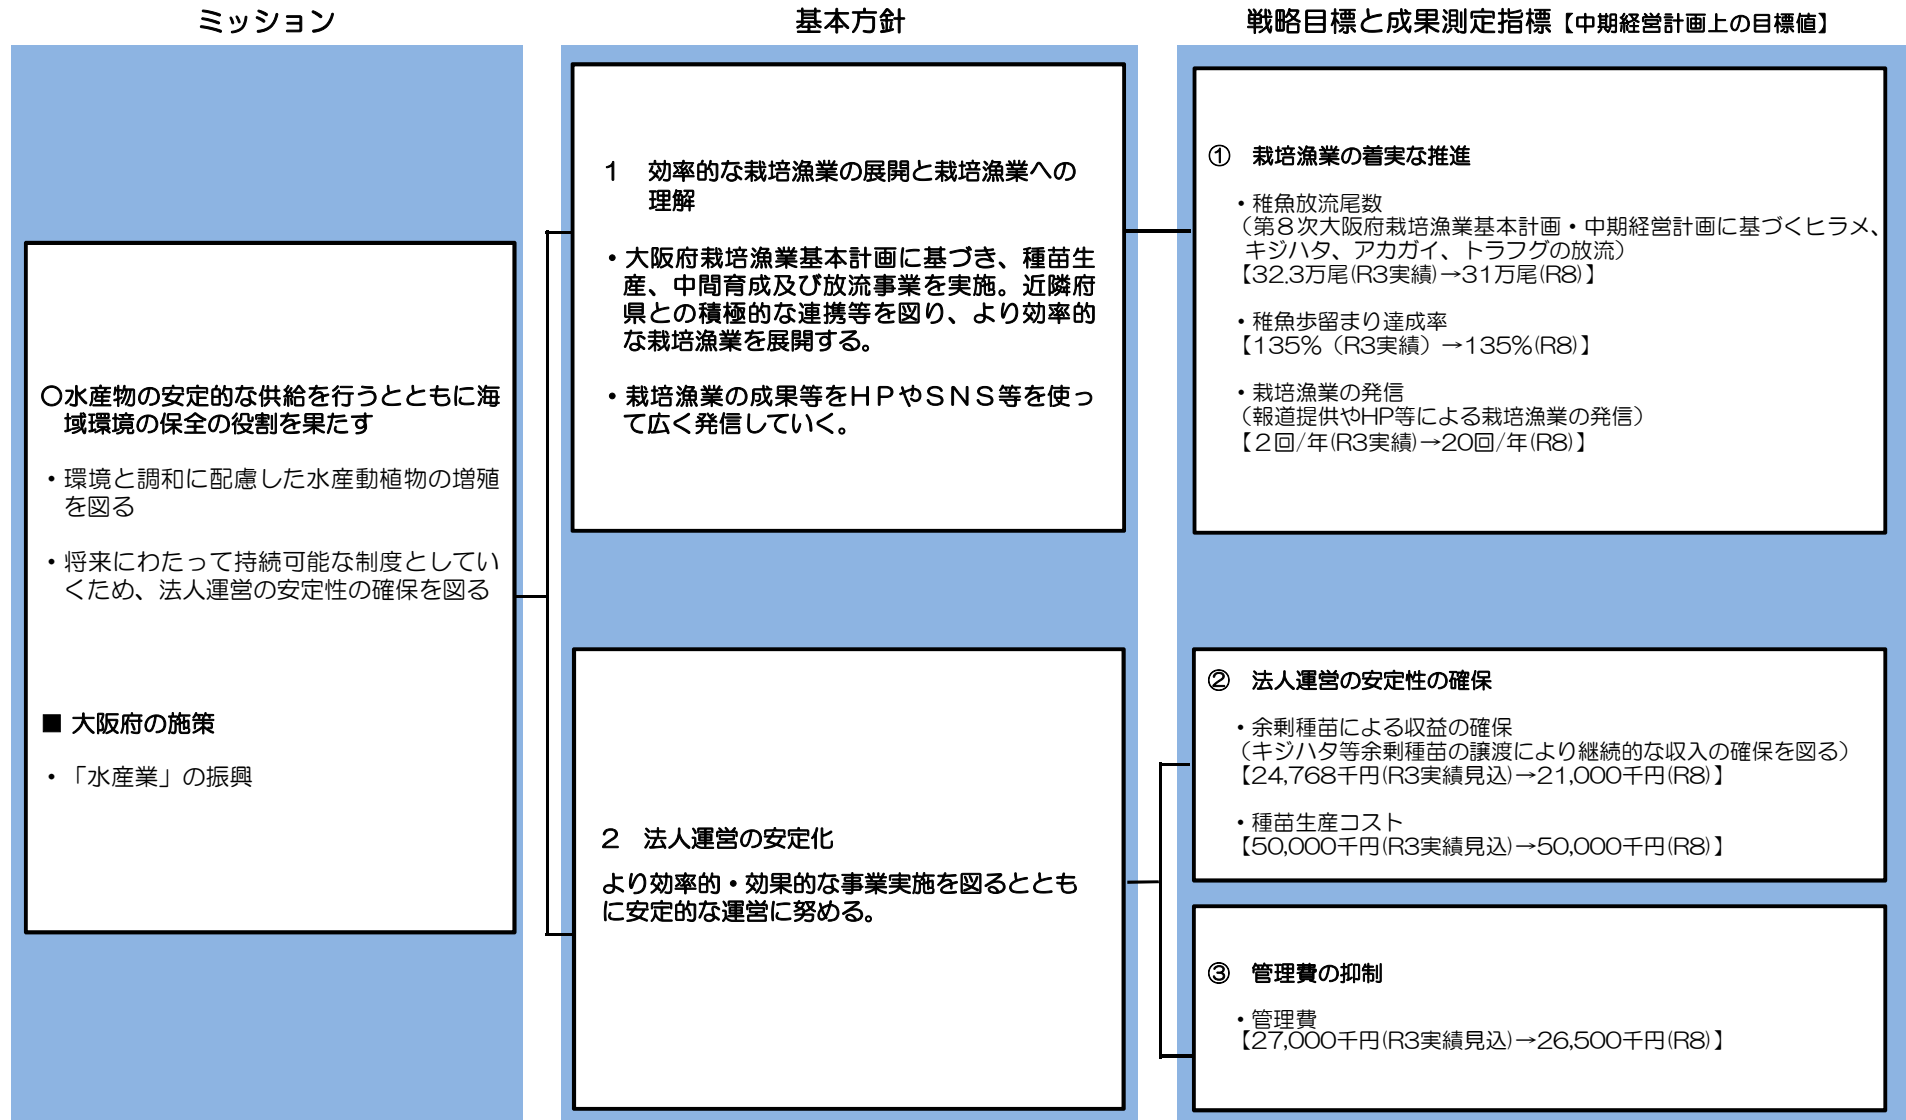 ミッション
〇水産物の安定的な供給を行うとともに海
域環境の保全の役割を果たす
・環境と調和に配慮した水産動植物の増殖
を図る
・将来にわたって持続可能な制度としてい
くため、法人運営の安定性の確保を図る
■ 大阪府の施策
・「水産業」の振興
基本方針
１　効率的な栽培漁業の展開と栽培漁業への
理解
・大阪府栽培漁業基本計画に基づき、種苗生
産、中間育成及び放流事業を実施。近隣府
県との積極的な連携等を図り、より効率的
な栽培漁業を展開する。
・栽培漁業の成果等をＨＰやＳＮＳ等を使っ
て広く発信していく。
２　法人運営の安定化
より効率的・効果的な事業実施を図るととも
に安定的な運営に努める。
戦略目標と成果測定指標【中期経営計画上の目標値】
①　栽培漁業の着実な推進
・稚魚放流尾数
（第８次大阪府栽培漁業基本計画・中期経営計画に基づくヒラメ、
キジハタ、アカガイ、トラフグの放流）
【32.3万尾(R3実績)→31万尾(R8)】
・稚魚歩留まり達成率
【135%（R3実績）→135%(R8)】
・栽培漁業の発信
（報道提供やHP等による栽培漁業の発信）
【２回/年(R3実績)→20回/年(R8)】
②　法人運営の安定性の確保
・余剰種苗による収益の確保
（キジハタ等余剰種苗の譲渡により継続的な収入の確保を図る）
【24,768千円(R3実績見込)→21,000千円(R8)】
・種苗生産コスト
【50,000千円(R3実績見込)→50,000千円(R8)】
③　管理費の抑制
・管理費
【27,000千円(R3実績見込)→26,500千円(R8)】